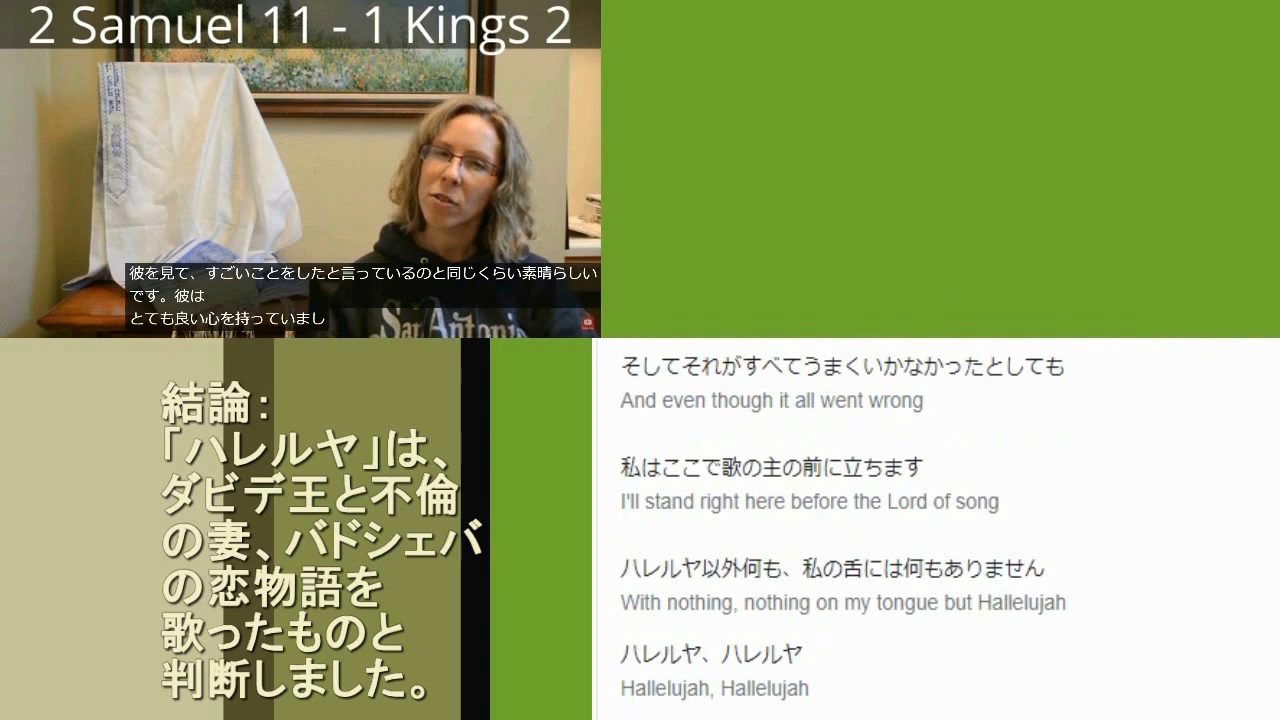 2 Samuel 11 - 1 Kings 2
彼を見て、すごいことをしたと言っているのと同じくらい素晴らしい
です。彼は
とても良い心を持っていまし
San Antonio
結論：
「ハレルヤ」は、
ダビデ王と不倫
の妻、バドシェバ
の恋物語を
歌ったものと
判断しました。
そしてそれがすべてうまくいかなかったとしても
And even though it all went wrong
私はここで歌の主の前に立ちます
I'll stand right here before the Lord of song
ハレルヤ以外何も、私の舌には何もありません
With nothing, nothing on my tongue but Hallelujah
ハレルヤ、ハレルヤ
Hallelujah, Hallelujah